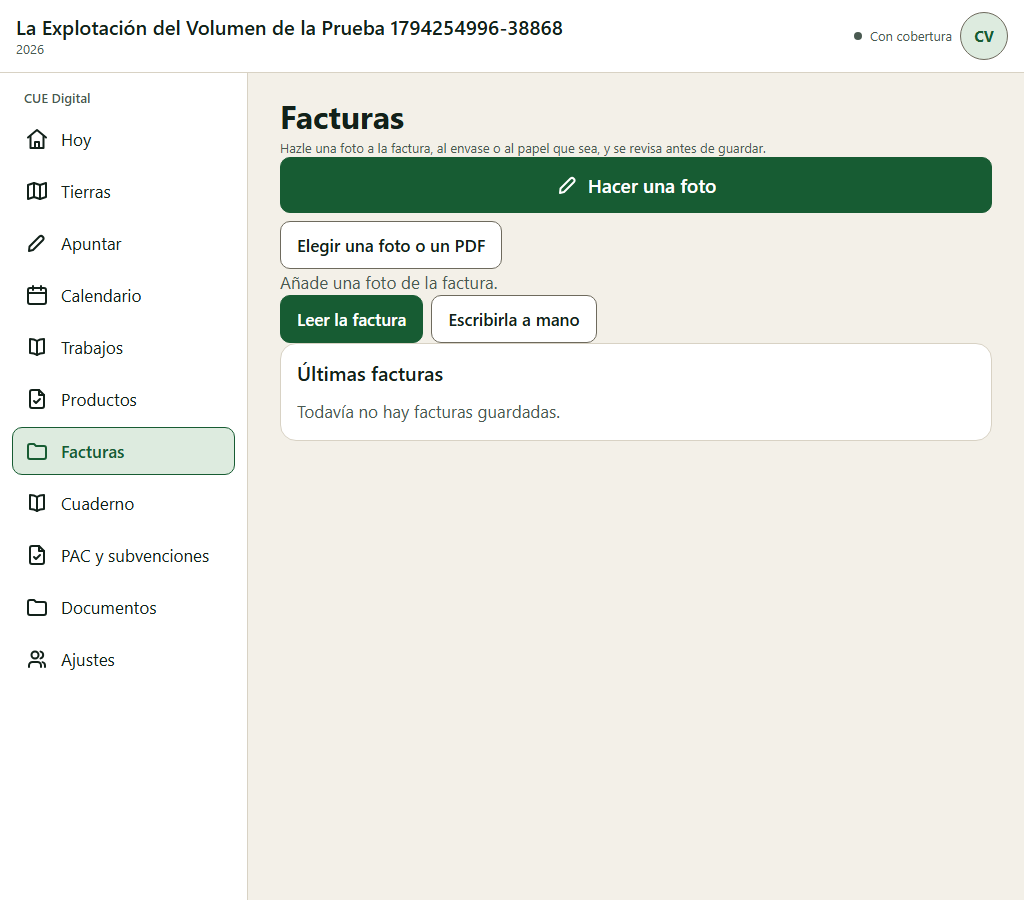 La Explotación del Volumen de la Prueba 1794254996-38868
2026
Con cobertura
CV
CUE Digital
Hoy
Tierras
Apuntar
Calendario
Trabajos
Productos
Facturas
Cuaderno
PAC y subvenciones
Documentos
Ajustes
Facturas
Hazle una foto a la factura, al envase o al papel que sea, y se revisa antes de guardar.
Hacer una foto
Elegir una foto o un PDF
Añade una foto de la factura.
Leer la factura
Escribirla a mano
Últimas facturas
Todavía no hay facturas guardadas.